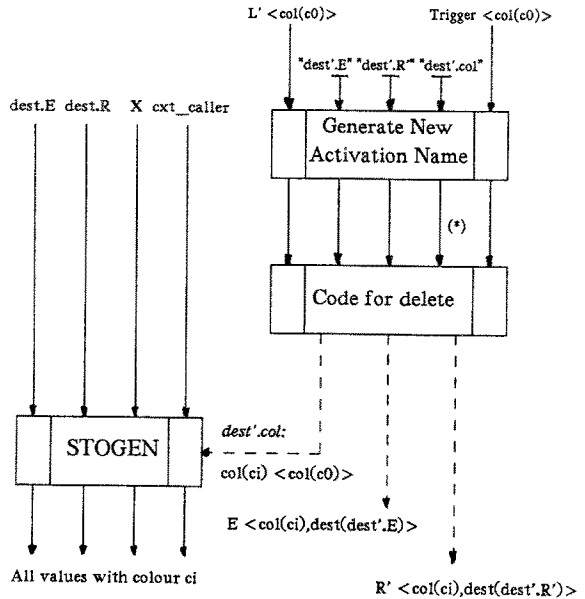 L' <col(c0)>
Trigger <col(c0)>
"dest'.E" "dest'.R'" "dest'.col"
dest.E dest.R X cxt_caller
Generate New
Activation Name
(*)
Code for delete
STOGEN
dest'.col:
col(ci) <col(c0)>
E <col(ci),dest(dest'.E)>
All values with colour ci
R' <col(ci),dest(dest'.R')>